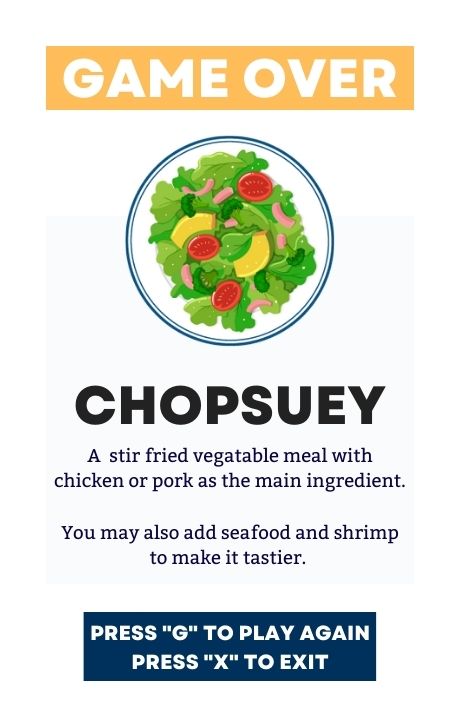 GAME OVER
CHOPSUEY
A stir fried vegatable meal with
chicken or pork as the main ingredient.
You may also add seafood and shrimp
to make it tastier.
PRESS "G" TO PLAY AGAIN
PRESS "X" TO EXIT